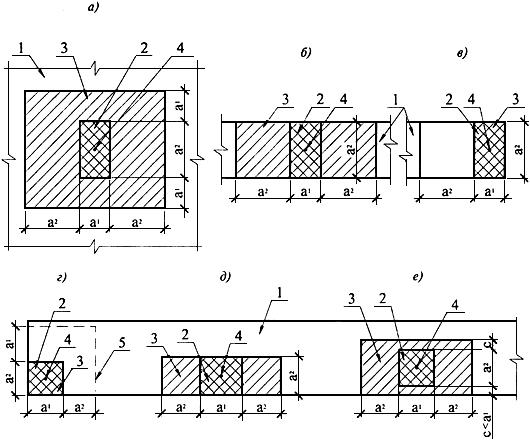 а)
1 3 2 4
a¹
a²
a¹
a² a¹ a²
б)
3 2 4
a²
a² a¹ a²
в)
1 2 4 3
a²
a² a¹
г)
2
4
3
5
a¹
a²
a¹ a²
д)
3 2 4 1
a²
a² a¹ a²
е)
3 2 4
c
a²
c<a¹
a² a¹ a²